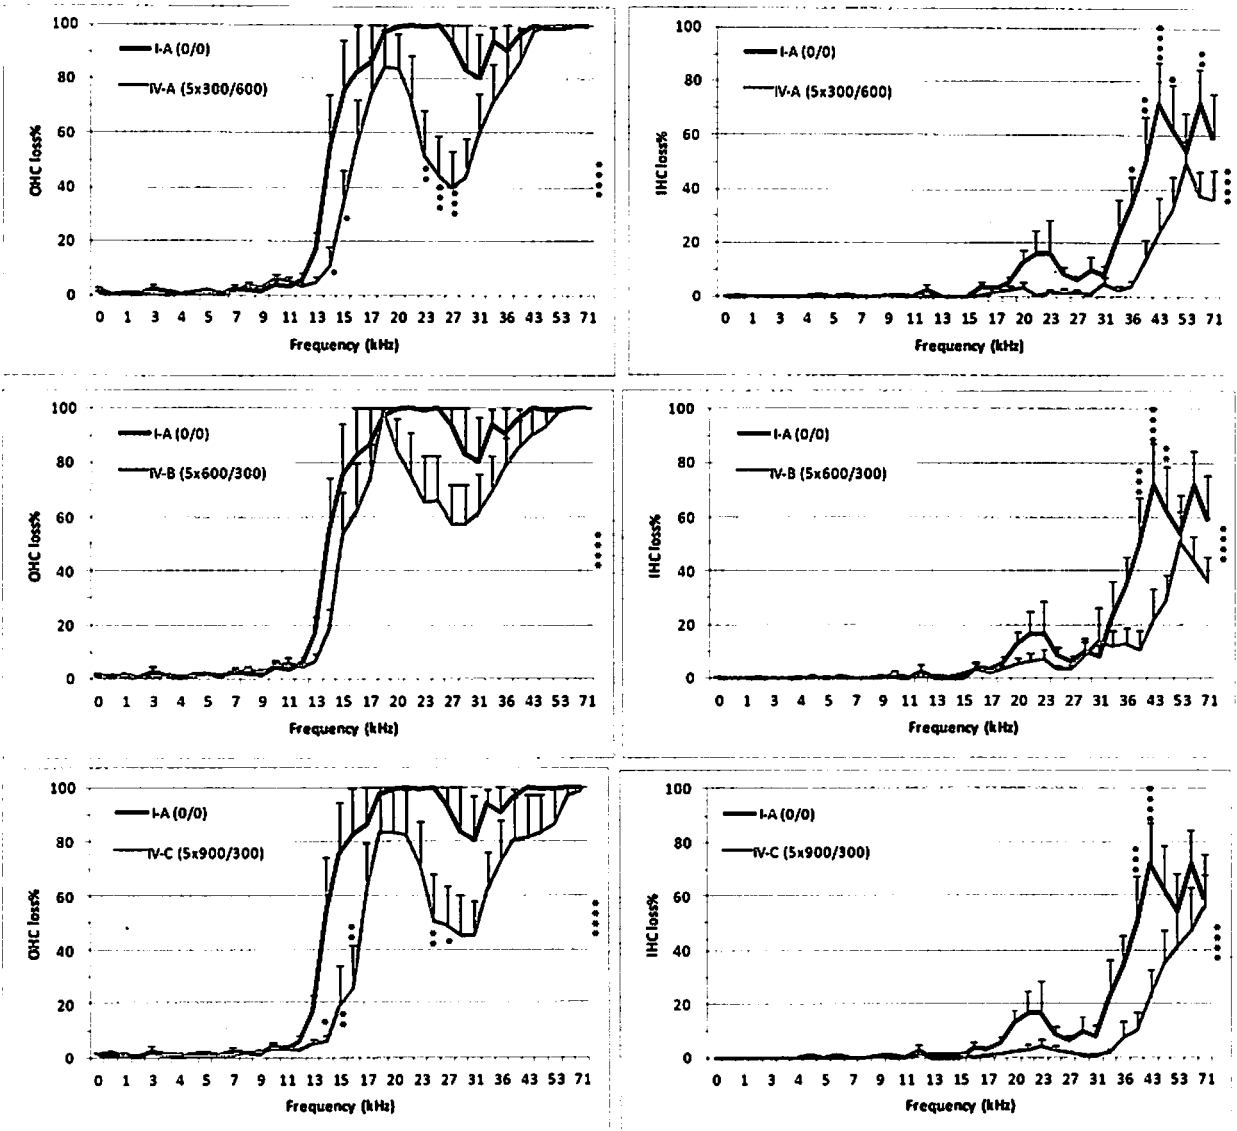 100
80
60
40
20
0
OHC loss%
I-A (0/0)
IV-A (5x300/600)
0 1 3 5 7 9 11 13 15 17 20 23 27 31 36 43 53 71
Frequency (kHz)
100
80
60
40
20
0
IHC loss%
I-A (0/0)
IV-A (5x300/600)
0 1 3 5 7 9 11 13 15 17 20 23 27 31 36 43 53 71
Frequency (kHz)
100
80
60
40
20
0
OHC loss%
I-A (0/0)
IV-B (5x600/300)
0 1 3 5 7 9 11 13 15 17 20 23 27 31 36 43 53 71
Frequency (kHz)
100
80
60
40
20
0
IHC loss%
I-A (0/0)
IV-B (5x600/300)
0 1 3 5 7 9 11 13 15 17 20 23 27 31 36 43 53 71
Frequency (kHz)
100
80
60
40
20
0
OHC loss%
I-A (0/0)
IV-C (5x900/300)
0 1 3 5 7 9 11 13 15 17 20 23 27 31 36 43 53 71
Frequency (kHz)
100
80
60
40
20
0
IHC loss%
I-A (0/0)
IV-C (5x900/300)
0 1 3 5 7 9 11 13 15 17 20 23 27 31 36 43 53 71
Frequency (kHz)